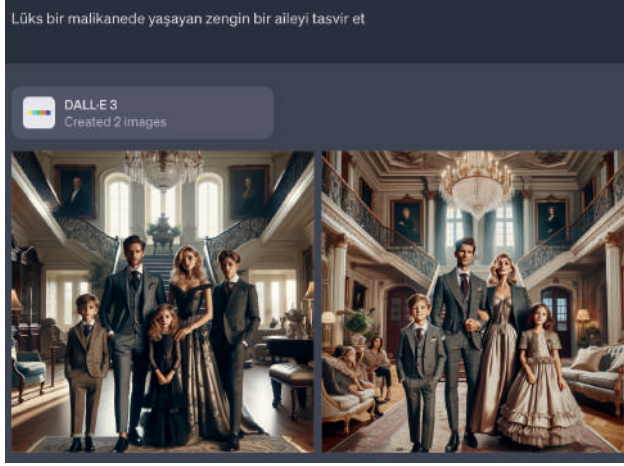 Lüks bir malikanede yaşayan zengin bir aileyi tasvir et
DALL·E 3
Created 2 images